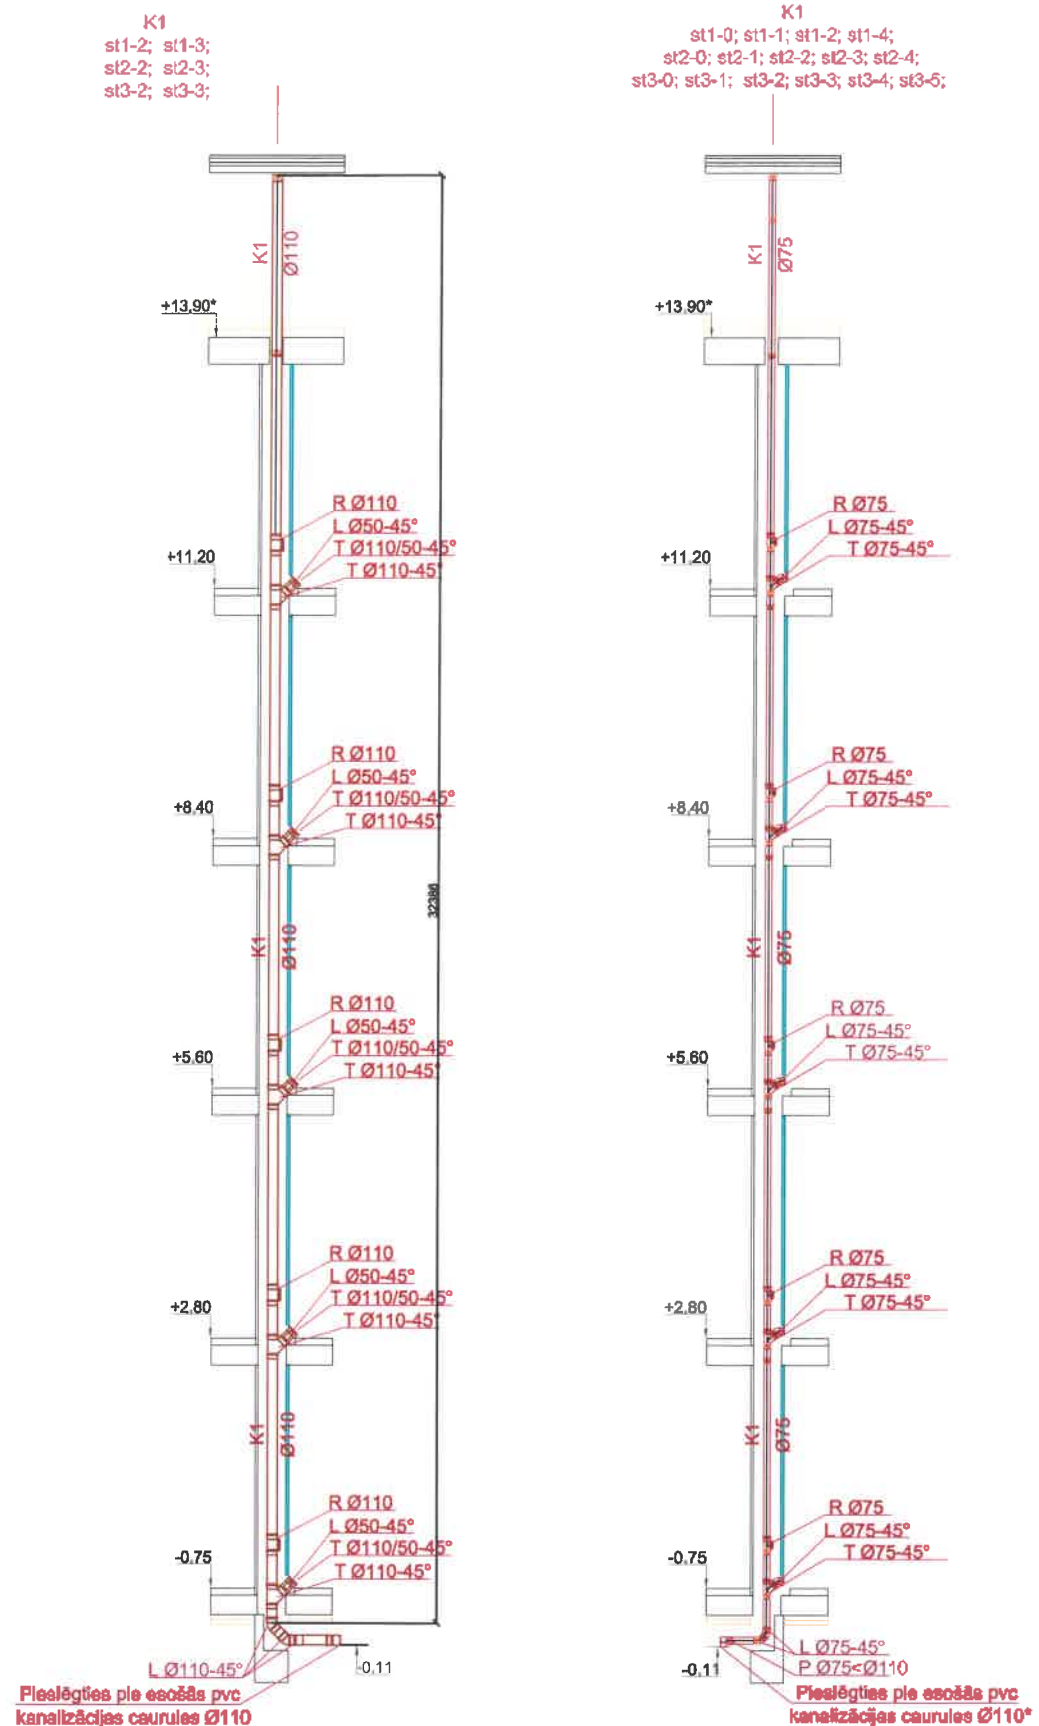 K1
st1-2; st1-3;
st2-2; st2-3;
st3-2; st3-3;
K1
Ø110
+13,90*
R Ø110
L Ø50-45°
T Ø110/50-45°
T Ø110-45°
+11,20
R Ø110
L Ø50-45°
T Ø110/50-45°
T Ø110-45°
+8,40
32386
K1
Ø110
R Ø110
L Ø50-45°
T Ø110/50-45°
T Ø110-45°
+5,60
R Ø110
L Ø50-45°
T Ø110/50-45°
T Ø110-45°
+2,80
K1
Ø110
R Ø110
L Ø50-45°
T Ø110/50-45°
T Ø110-45°
-0,75
L Ø110-45°
-0,11
Pieslēgties pie esošās pvc
kanalizācijas caurules Ø110
K1
st1-0; st1-1; st1-2; st1-4;
st2-0; st2-1; st2-2; st2-3; st2-4;
st3-0; st3-1; st3-2; st3-3; st3-4; st3-5;
K1
Ø75
+13,90*
R Ø75
L Ø75-45°
T Ø75-45°
+11,20
R Ø75
L Ø75-45°
T Ø75-45°
+8,40
K1
Ø75
R Ø75
L Ø75-45°
T Ø75-45°
+5,60
R Ø75
L Ø75-45°
T Ø75-45°
+2,80
K1
Ø75
R Ø75
L Ø75-45°
T Ø75-45°
-0,75
L Ø75-45°
-0,11
P Ø75<Ø110
Pieslēgties pie esošās pvc
kanalizācijas caurules Ø110*